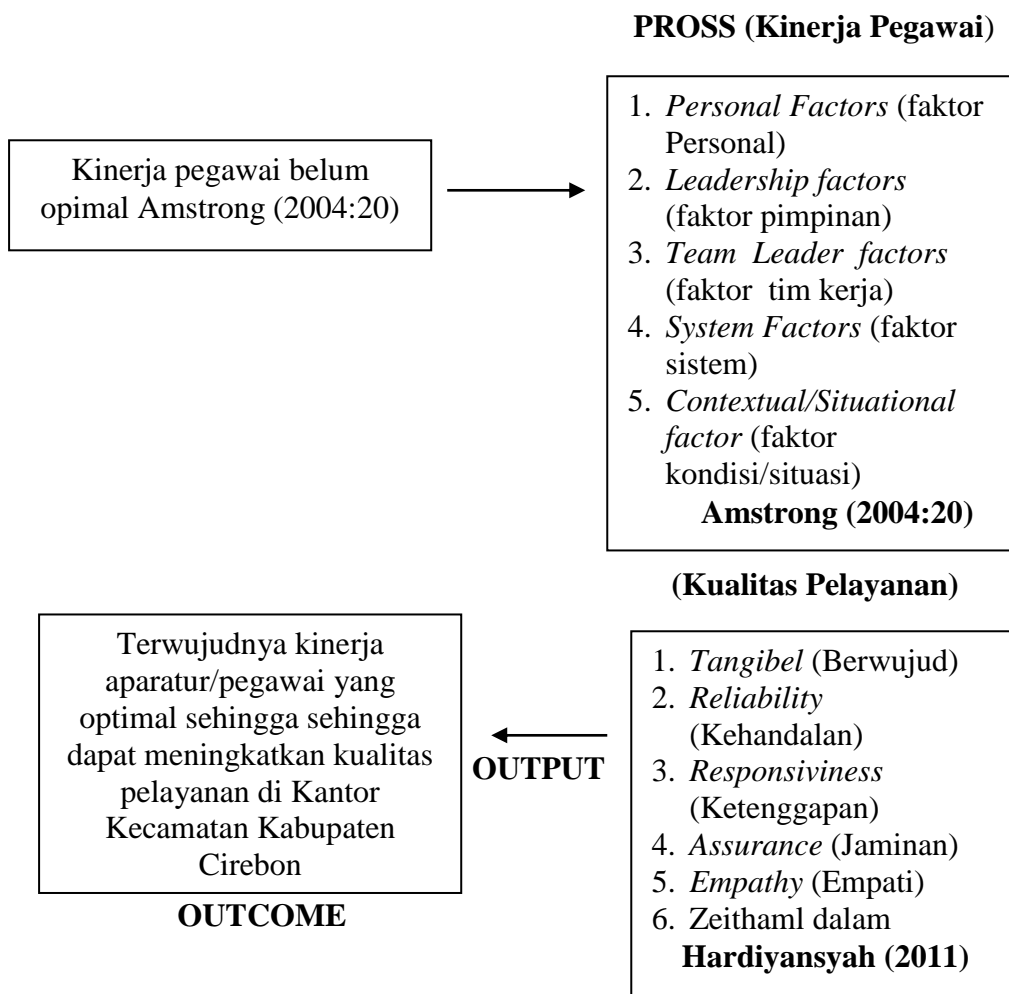 PROSS (Kinerja Pegawai)
Kinerja pegawai belum
opimal Amstrong (2004:20)
1. Personal Factors (faktor
Personal)
2. Leadership factors
(faktor pimpinan)
3. Team Leader factors
(faktor tim kerja)
4. System Factors (faktor
sistem)
5. Contextual/Situational
factor (faktor
kondisi/situasi)
Amstrong (2004:20)
(Kualitas Pelayanan)
Terwujudnya kinerja
aparatur/pegawai yang
optimal sehingga sehingga
dapat meningkatkan kualitas
pelayanan di Kantor
Kecamatan Kabupaten
Cirebon
OUTCOME
OUTPUT
1. Tangibel (Berwujud)
2. Reliability
(Kehandalan)
3. Responsiviness
(Ketenggapan)
4. Assurance (Jaminan)
5. Empathy (Empati)
6. Zeithaml dalam
Hardiyansyah (2011)